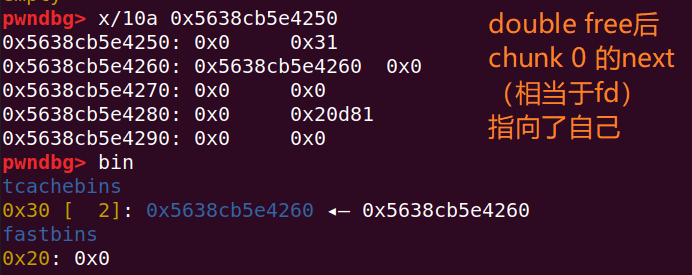 empty
pwndbg> x/10a 0x5638cb5e4250
0x5638cb5e4250: 0x0 0x31
0x5638cb5e4260: 0x5638cb5e4260 0x0
0x5638cb5e4270: 0x0 0x0
0x5638cb5e4280: 0x0 0x20d81
0x5638cb5e4290: 0x0 0x0
pwndbg> bin
tcachebins
0x30 [ 2]: 0x5638cb5e4260 ◂— 0x5638cb5e4260
fastbins
0x20: 0x0
double free后
chunk 0 的next
（相当于fd）
指向了自己